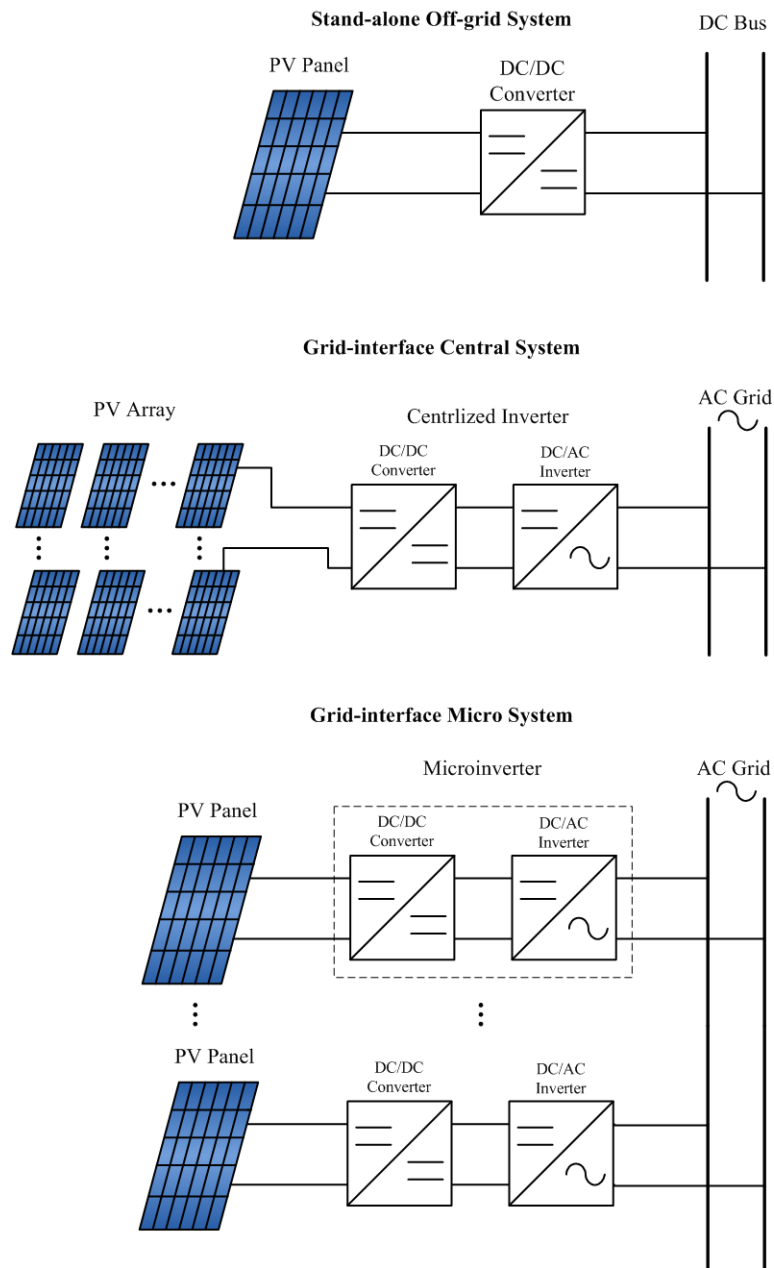 Stand-alone Off-grid System
DC Bus
PV Panel
DC/DC
Converter
Grid-interface Central System
AC Grid
PV Array
Centrlized Inverter
DC/DC
Converter
DC/AC
Inverter
Grid-interface Micro System
Microinverter
AC Grid
PV Panel
DC/DC
Converter
DC/AC
Inverter
PV Panel
DC/DC
Converter
DC/AC
Inverter